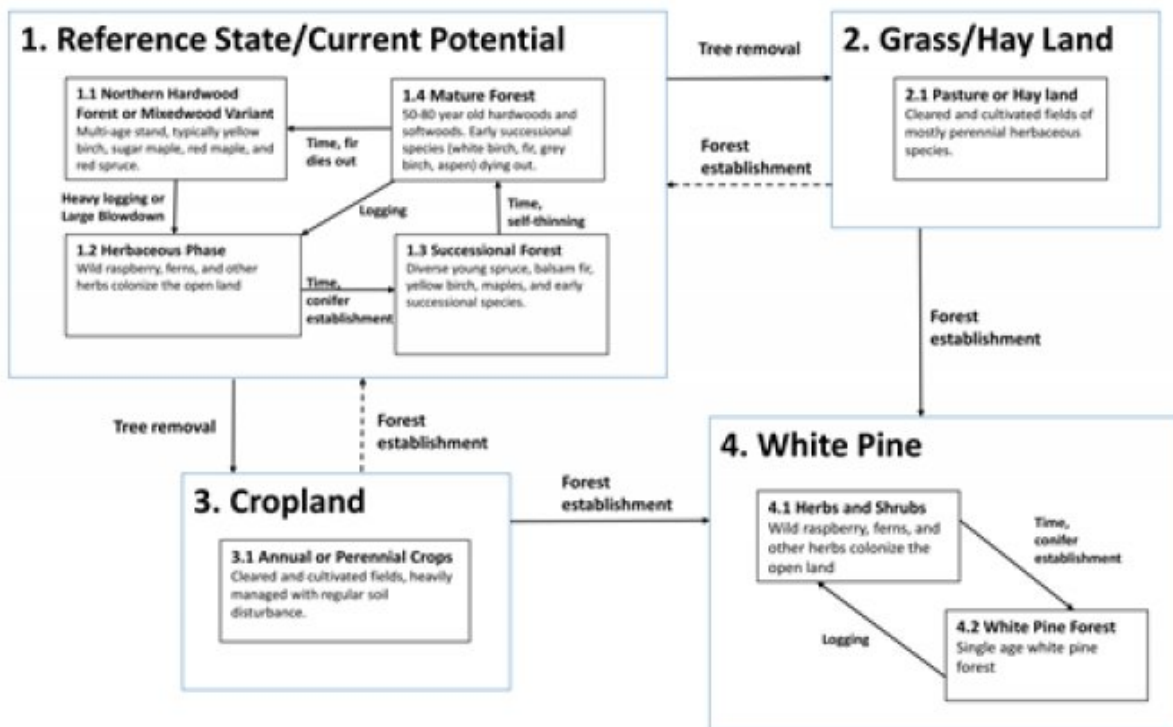 1. Reference State/Current Potential
1.1 Northern Hardwood
Forest or Mixedwood Variant
Multi-age stand, typically yellow
birch, sugar maple, red maple, and
red spruce.
Time, fir
dies out
1.4 Mature Forest
50-80 year old hardwoods and
softwoods. Early successional
species (white birch, fir, grey
birch, aspen) dying out.
Heavy logging or
Large Blowdown
Logging
Time,
self-thinning
1.2 Herbaceous Phase
Wild raspberry, ferns, and other
herbs colonize the open land
Time,
conifer
establishment
1.3 Successional Forest
Diverse young spruce, balsam fir,
yellow birch, maples, and early
successional species.
Tree removal
Forest
establishment
2. Grass/Hay Land
2.1 Pasture or Hay land
Cleared and cultivated fields of
mostly perennial herbaceous
species.
Forest
establishment
Tree removal
Forest
establishment
3. Cropland
3.1 Annual or Perennial Crops
Cleared and cultivated fields, heavily
managed with regular soil
disturbance.
Forest
establishment
4. White Pine
4.1 Herbs and Shrubs
Wild raspberry, ferns, and
other herbs colonize the
open land
Time,
conifer
establishment
Logging
4.2 White Pine Forest
Single age white pine
forest